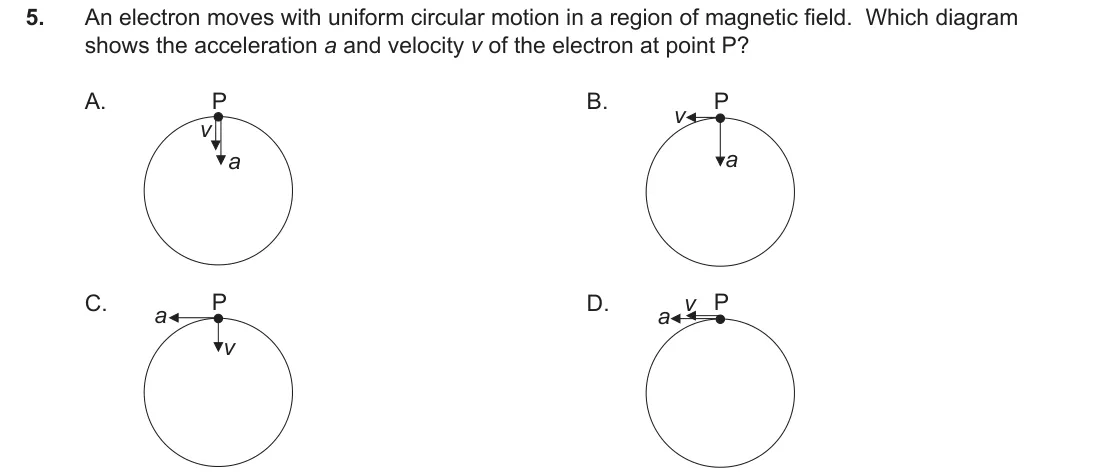 5. An electron moves with uniform circular motion in a region of magnetic field. Which diagram
shows the acceleration a and velocity v of the electron at point P?
A. P
v
a
B. P
v
a
C. P
a
v
D. v P
a